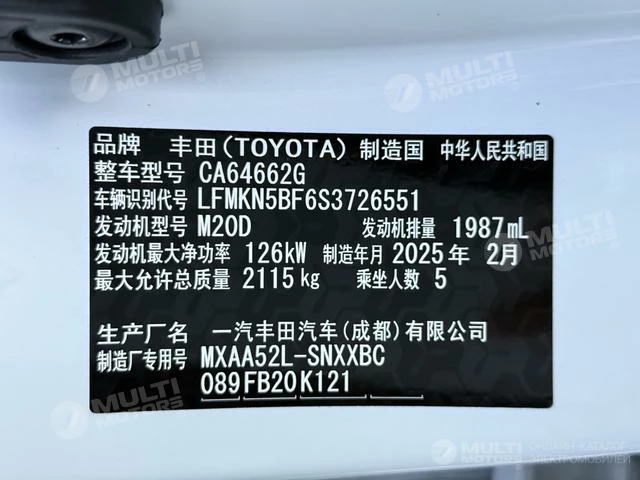 品牌 丰田(TOYOTA) 制造国 中华人民共和国
整车型号 CA64662G
车辆识别代号 LFMKN5BF6S3726551
发动机型号 M20D 发动机排量 1987mL
发动机最大净功率 126kW 制造年月 2025年 2月
最大允许总质量 2115kg 乘坐人数 5
生产厂名 一汽丰田汽车(成都)有限公司
制造厂专用号 MXAA52L-SNXXBC
089 FB20 K121
MULTI MOTORS
ОНЛАЙН-КАТАЛОГ
ЭЛЕКТРОМОБИЛЕЙ